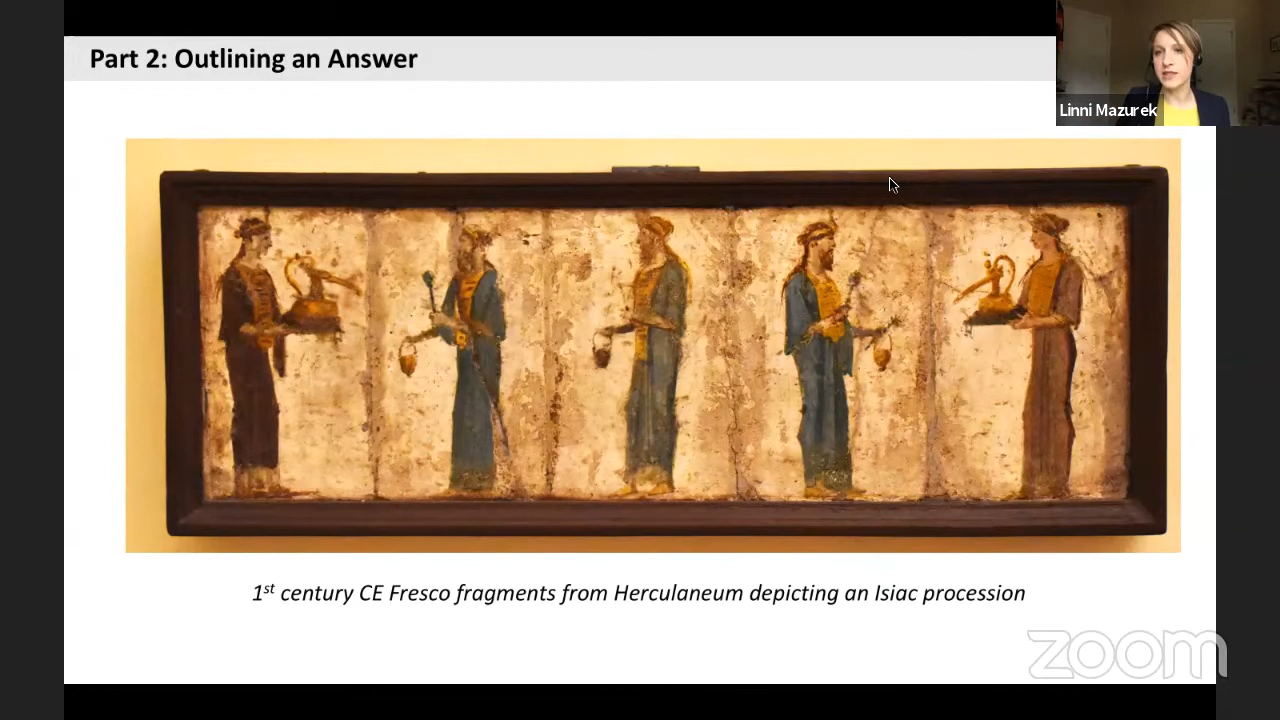 Part 2: Outlining an Answer
Linni Mazurek
1st century CE Fresco fragments from Herculaneum depicting an Isiac procession
zoom